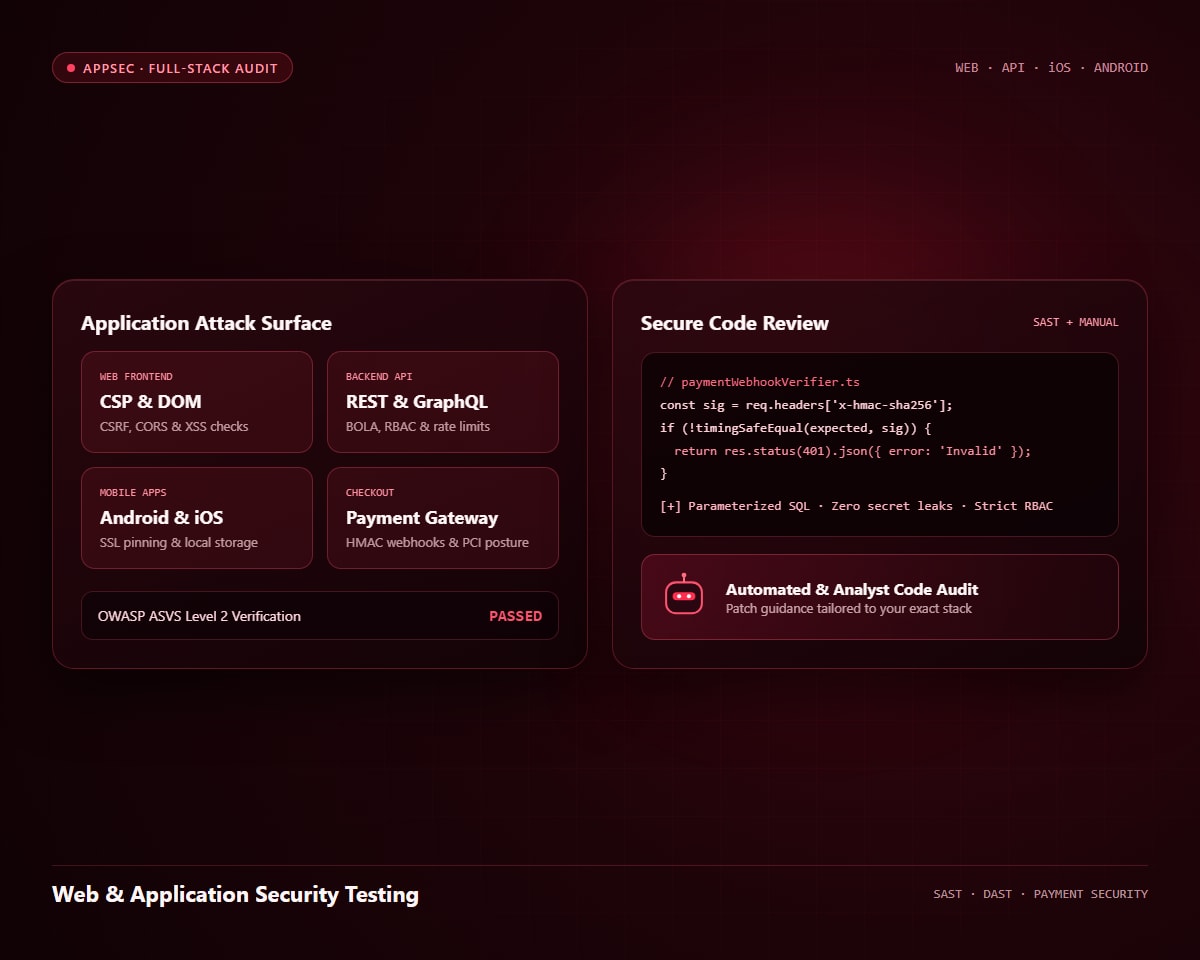 APPSEC · FULL-STACK AUDIT
WEB · API · iOS · ANDROID
Application Attack Surface
WEB FRONTEND
CSP & DOM
CSRF, CORS & XSS checks
BACKEND API
REST & GraphQL
BOLA, RBAC & rate limits
MOBILE APPS
Android & iOS
SSL pinning & local storage
CHECKOUT
Payment Gateway
HMAC webhooks & PCI posture
OWASP ASVS Level 2 Verification
PASSED
Secure Code Review
SAST + MANUAL
// paymentWebhookVerifier.ts
const sig = req.headers['x-hmac-sha256'];
if (!timingSafeEqual(expected, sig)) {
  return res.status(401).json({ error: 'Invalid' });
}
[+] Parameterized SQL · Zero secret leaks · Strict RBAC
Automated & Analyst Code Audit
Patch guidance tailored to your exact stack
Web & Application Security Testing
SAST · DAST · PAYMENT SECURITY